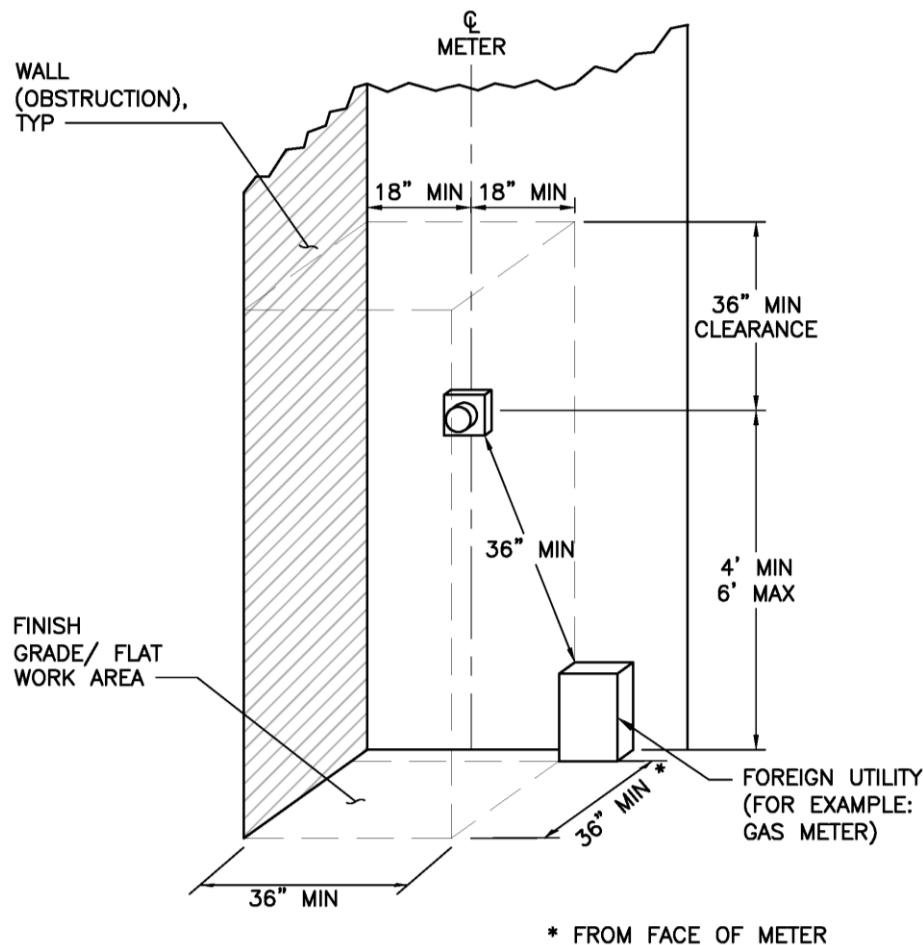 ℄
METER
WALL
(OBSTRUCTION),
TYP
18” MIN
18” MIN
36” MIN
CLEARANCE
36” MIN
4’ MIN
6’ MAX
FINISH
GRADE/ FLAT
WORK AREA
FOREIGN UTILITY
(FOR EXAMPLE:
GAS METER)
36” MIN *
36” MIN
* FROM FACE OF METER